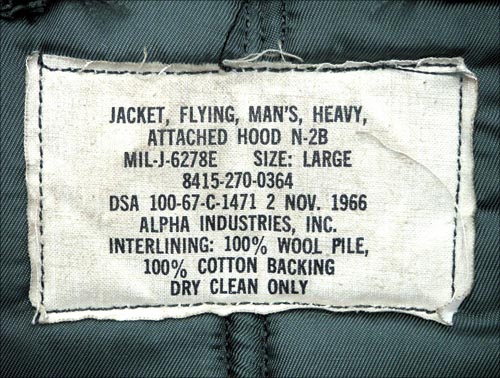 JACKET, FLYING, MAN'S, HEAVY,
ATTACHED HOOD N-2B
MIL-J-6278E SIZE: LARGE
8415-270-0364
DSA 100-67-C-1471 2 NOV. 1966
ALPHA INDUSTRIES, INC.
INTERLINING: 100% WOOL PILE,
100% COTTON BACKING
DRY CLEAN ONLY